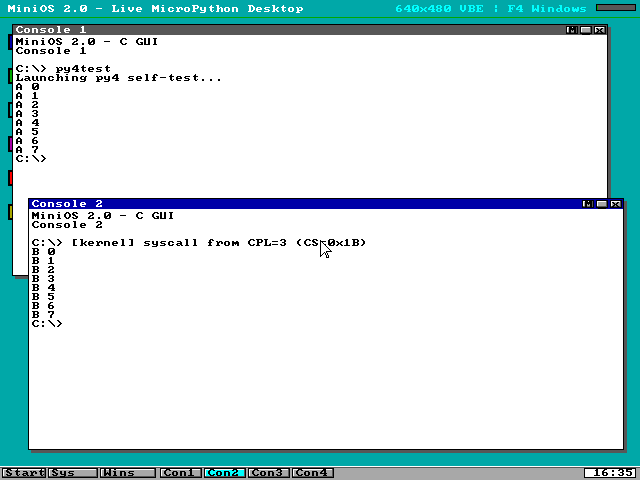 MiniOS 2.0 - Live MicroPython Desktop 640x480 VBE ¦ F4 Windows
Console 1 M _ X
MiniOS 2.0 - C GUI
Console 1
C:\> py4test
Launching py4 self-test...
A 0
A 1
A 2
A 3
A 4
A 5
A 6
A 7
C:\>
Console 2 M _ X
MiniOS 2.0 - C GUI
Console 2
C:\> [kernel] syscall from CPL=3 (CS=0x1B)
B 0
B 1
B 2
B 3
B 4
B 5
B 6
B 7
C:\>
Start Sys Wins Con1 Con2 Con3 Con4 16:35